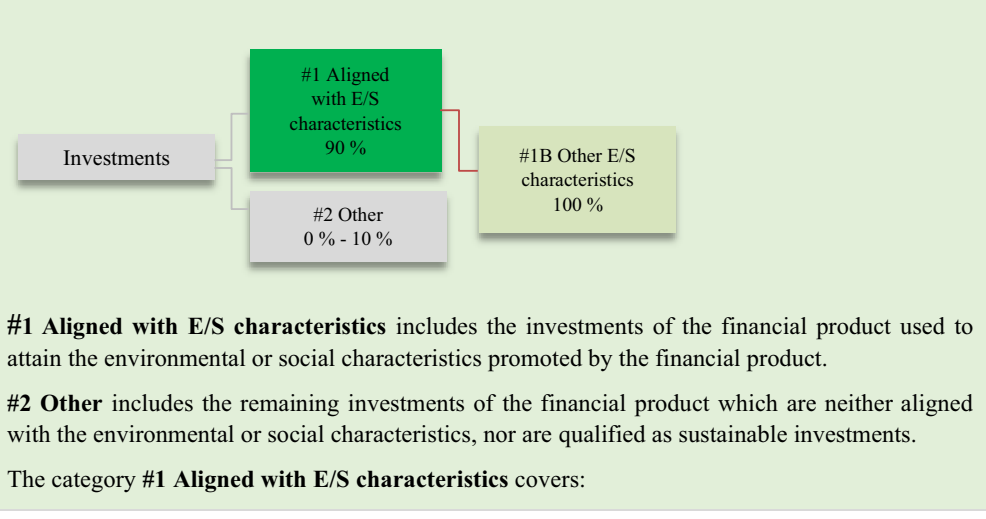 #1 Aligned
with E/S
characteristics
90 %
Investments
#1B Other E/S
characteristics
100 %
#2 Other
0 % - 10 %
#1 Aligned with E/S characteristics includes the investments of the financial product used to
attain the environmental or social characteristics promoted by the financial product.
#2 Other includes the remaining investments of the financial product which are neither aligned
with the environmental or social characteristics, nor are qualified as sustainable investments.
The category #1 Aligned with E/S characteristics covers: